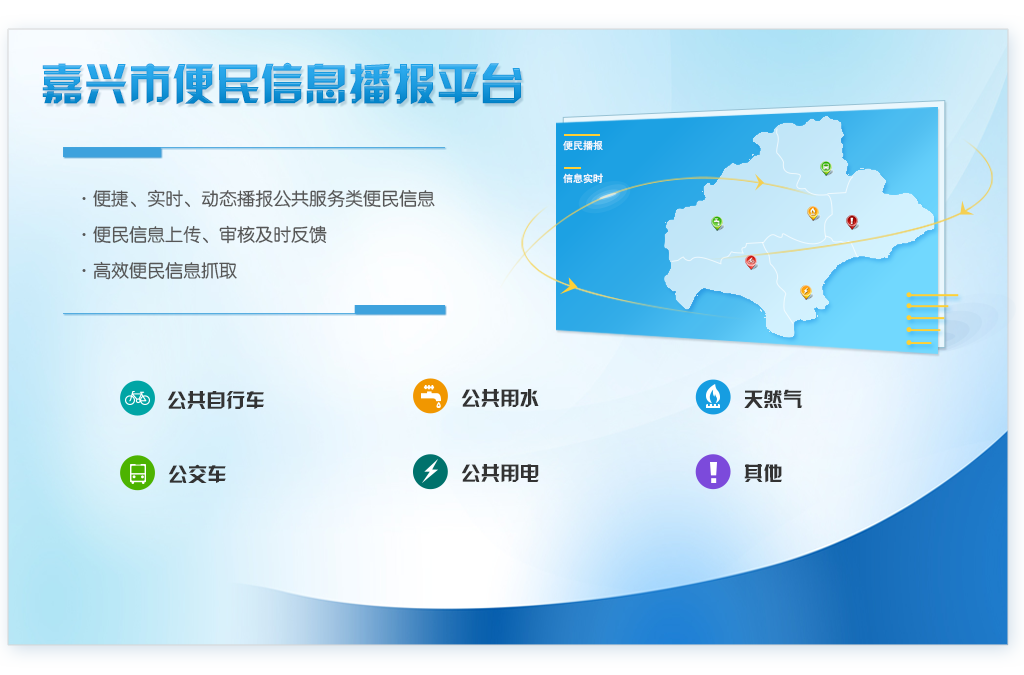 嘉兴市便民信息播报平台
便民播报
信息实时
· 便捷、实时、动态播报公共服务类便民信息
· 便民信息上传、审核及时反馈
· 高效便民信息抓取
公共自行车
公共用水
天然气
公交车
公共用电
其他